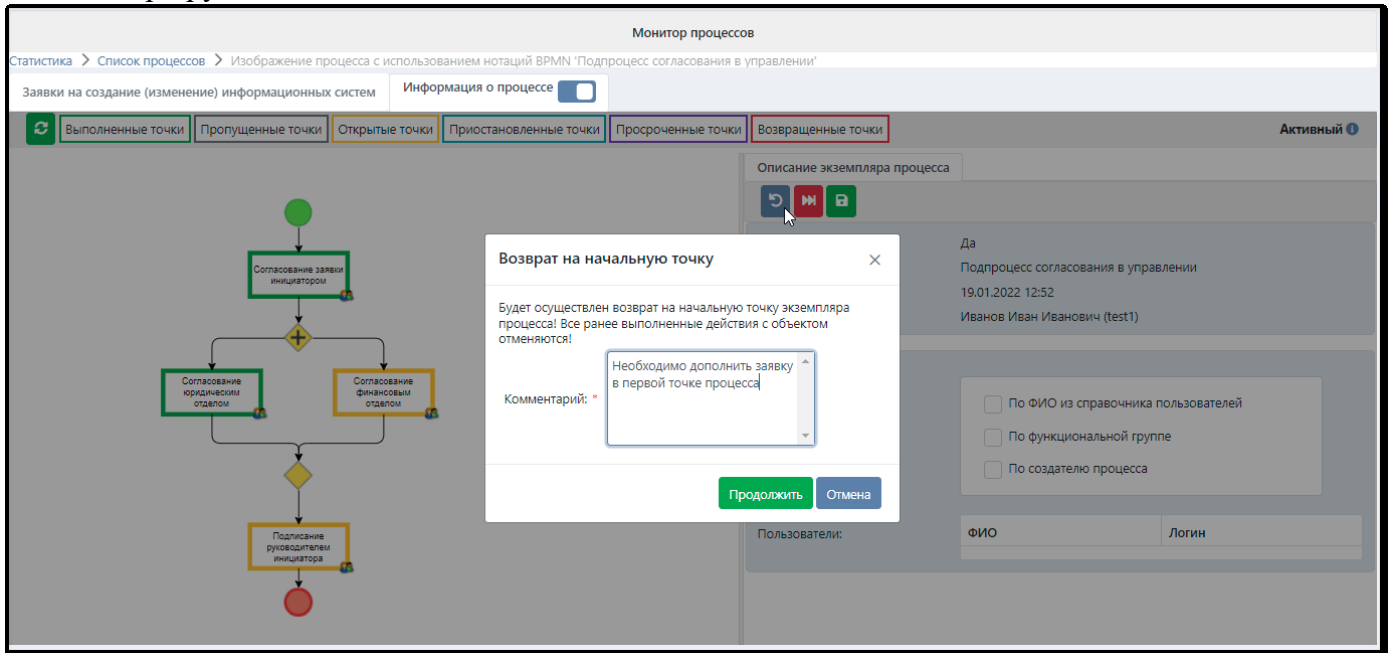 Монитор процессов
Статистика > Список процессов > Изображение процесса с использованием нотаций BPMN 'Подпроцесс согласования в управлении'
Заявки на создание (изменение) информационных систем Информация о процессе
Выполненные точки Пропущенные точки Открытые точки Приостановленные точки Просроченные точки Возвращенные точки Активный
Описание экземпляра процесса
Согласование заявки
инициатором
Согласование
юридическим
отделом
Согласование
финансовым
отделом
Подписание
руководителем
инициатора
Возврат на начальную точку
Будет осуществлен возврат на начальную точку экземпляра
процесса! Все ранее выполненные действия с объектом
отменяются!
Комментарий: *
Необходимо дополнить заявку
в первой точке процесса
Продолжить Отмена
Да
Подпроцесс согласования в управлении
19.01.2022 12:52
Иванов Иван Иванович (test1)
По ФИО из справочника пользователей
По функциональной группе
По создателю процесса
Пользователи: ФИО Логин